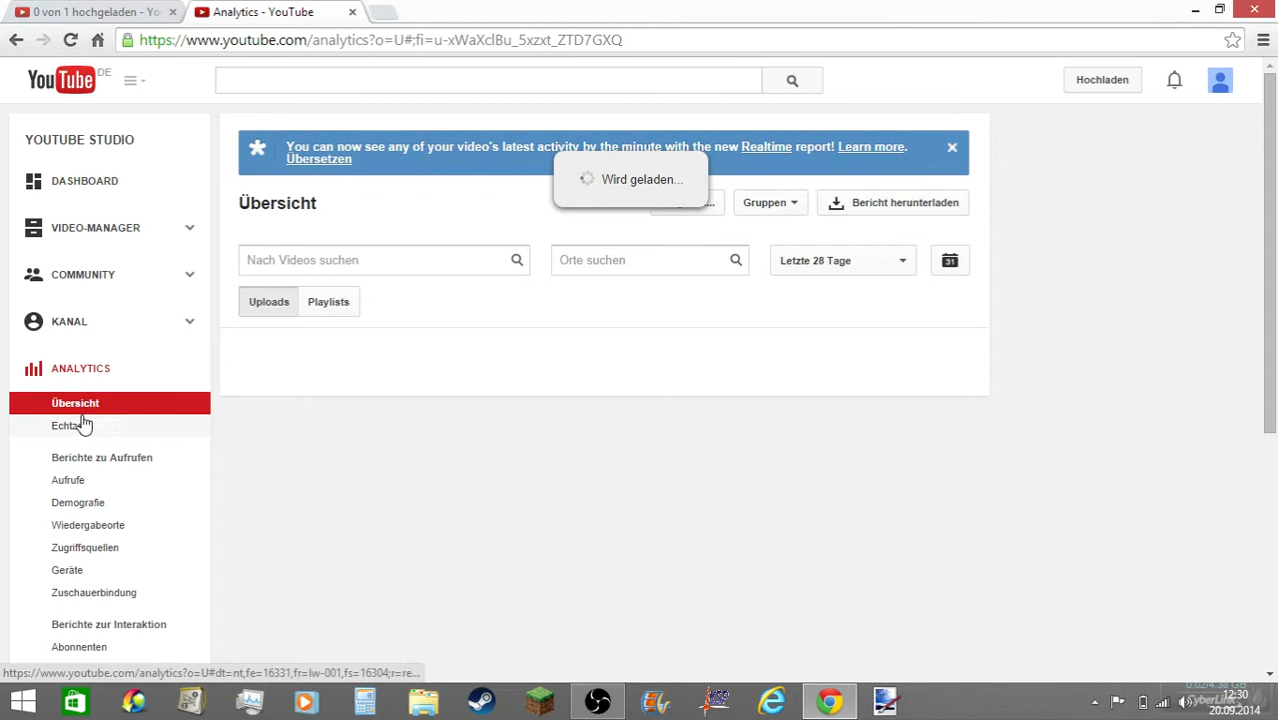 0 von 1 hochgeladen - Yo
Analytics - YouTube
https://www.youtube.com/analytics?o=U#;fi=u-xWaXclBu_5xzxt_ZTD7GXQ
YouTube DE
Hochladen
YOUTUBE STUDIO
DASHBOARD
VIDEO-MANAGER
COMMUNITY
KANAL
ANALYTICS
Übersicht
Echtz
Berichte zu Aufrufen
Aufrufe
Demografie
Wiedergabeorte
Zugriffsquellen
Geräte
Zuschauerbindung
Berichte zur Interaktion
Abonnenten
You can now see any of your video's latest activity by the minute with the new Realtime report! Learn more.
Übersetzen
Wird geladen...
Übersicht
Gruppen
Bericht herunterladen
Nach Videos suchen
Orte suchen
Letzte 28 Tage
31
Uploads
Playlists
https://www.youtube.com/analytics?o=U#dt=nt,fe=16331,fr=lw-001,fs=16304;r=re...
12:30
20.09.2014